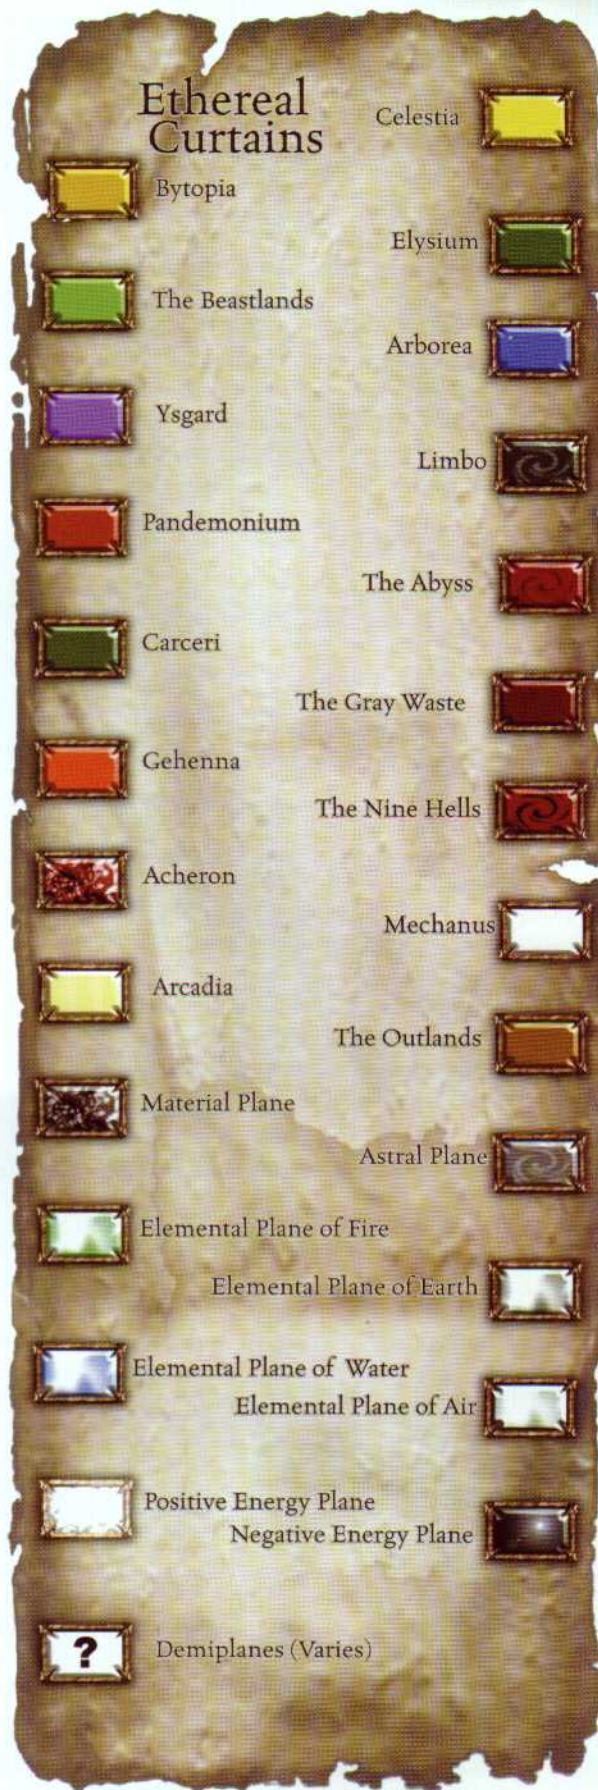 Ethereal
Curtains
Celestia
Bytopia
Elysium
The Beastlands
Arborea
Ysgard
Limbo
Pandemonium
The Abyss
Carceri
The Gray Waste
Gehenna
The Nine Hells
Acheron
Mechanus
Arcadia
The Outlands
Material Plane
Astral Plane
Elemental Plane of Fire
Elemental Plane of Earth
Elemental Plane of Water
Elemental Plane of Air
Positive Energy Plane
Negative Energy Plane
?
Demiplanes (Varies)